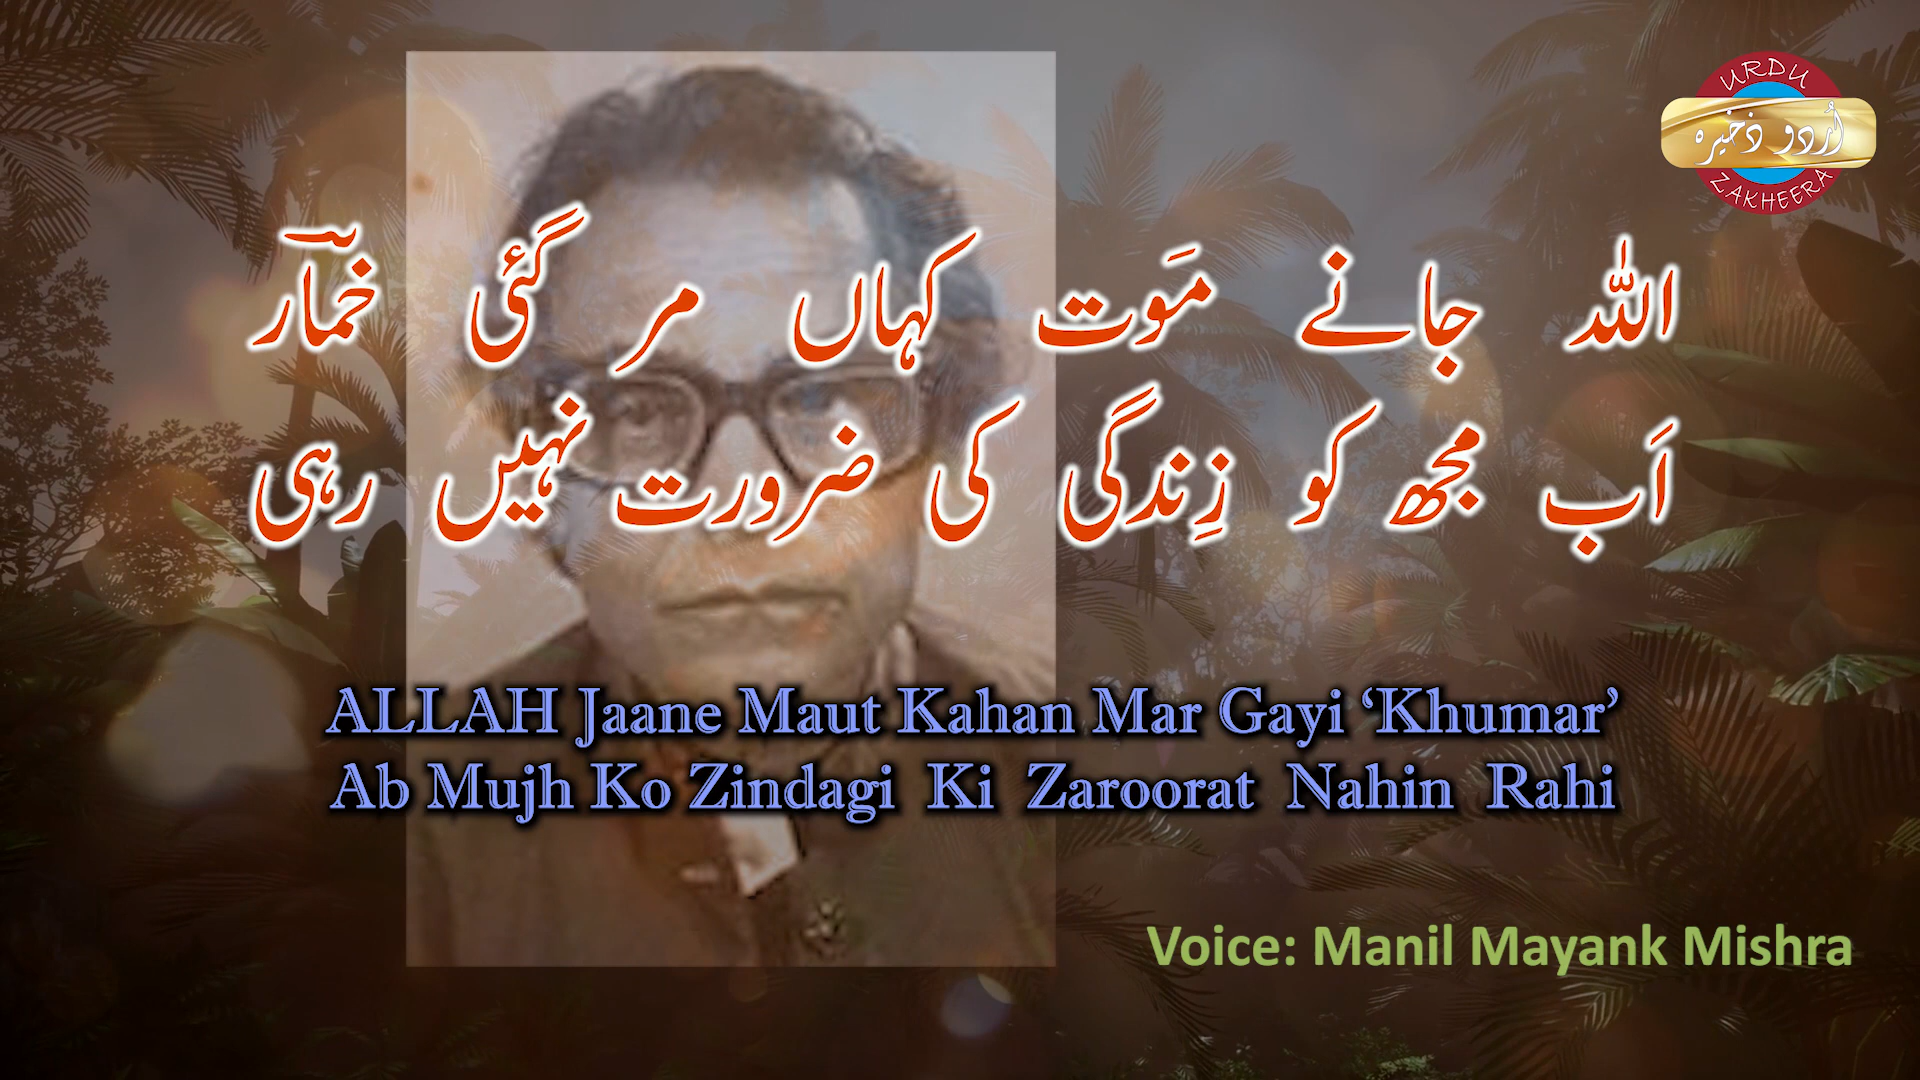 URDU
اُردو ذخیرہ
ZAKHEERA
اللہ جانے مَوت کہاں مر گئی خمارؔ
اَب مجھ کو زِندگی کی ضرورت نہیں رہی
ALLAH Jaane Maut Kahan Mar Gayi ‘Khumar’
Ab Mujh Ko Zindagi Ki Zaroorat Nahin Rahi
Voice: Manil Mayank Mishra